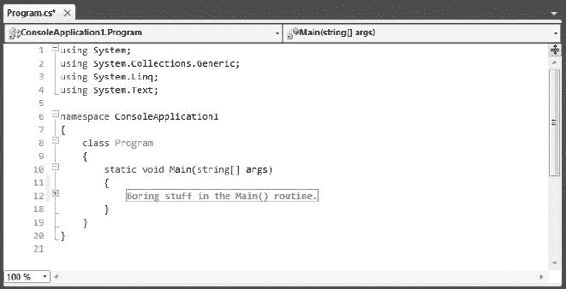 Program.cs* X
ConsoleApplication1.Program
Main(string[] args)
1 using System;
2 using System.Collections.Generic;
3 using System.Linq;
4 using System.Text;
5
6 namespace ConsoleApplication1
7 {
8 class Program
9 {
10 static void Main(string[] args)
11 {
12 Boring stuff in the Main() routine.
18 }
19 }
20 }
21
100 %